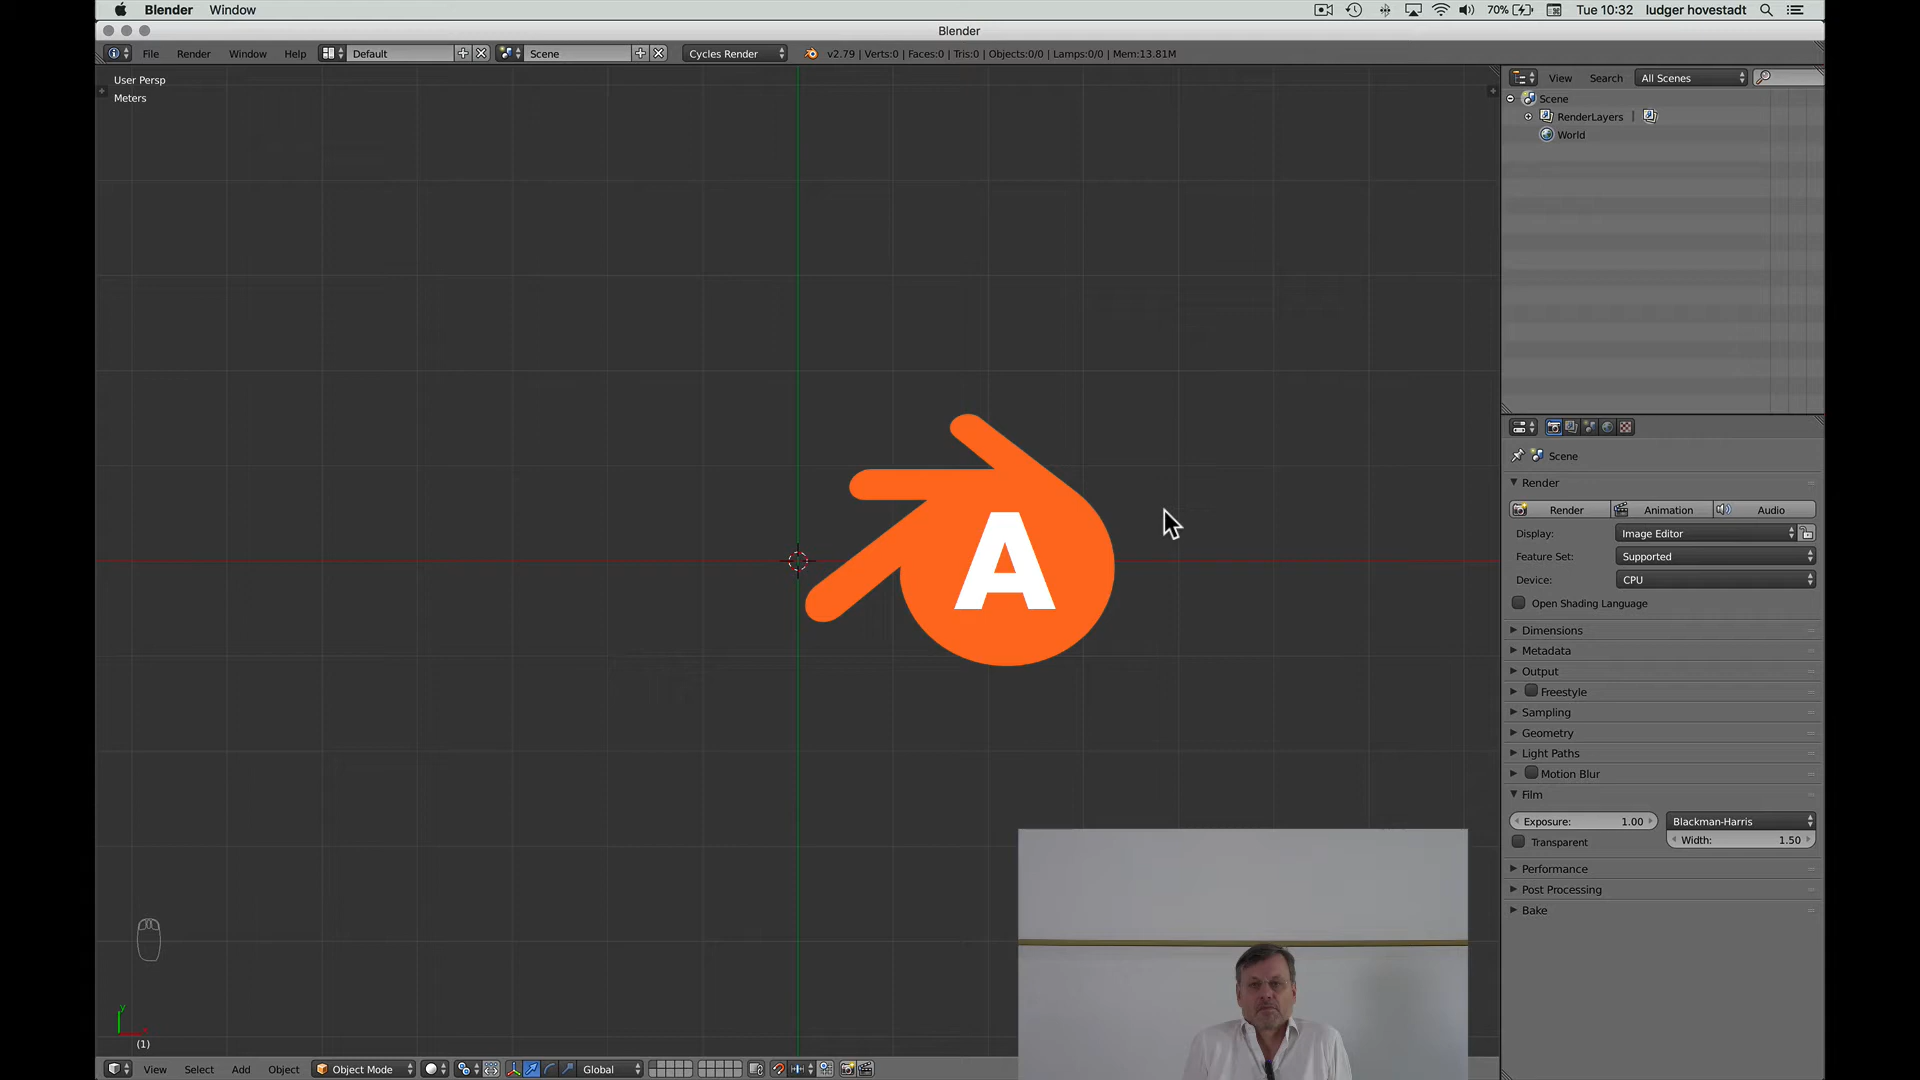 Blender Window 70% Tue 10:32 ludger hovestadt
Blender
File Render Window Help Default Scene Cycles Render v2.79 | Verts:0 | Faces:0 | Tris:0 | Objects:0/0 | Lamps:0/0 | Mem:13.81M
User Persp
Meters
View Search All Scenes
Scene
RenderLayers
World
Scene
Render
Render Animation Audio
Display: Image Editor
Feature Set: Supported
Device: CPU
Open Shading Language
Dimensions
Metadata
Output
Freestyle
Sampling
Geometry
Light Paths
Motion Blur
Film
Exposure: 1.00 Blackman-Harris
Transparent Width: 1.50
Performance
Post Processing
Bake
A
y
x
(1)
View Select Add Object Object Mode Global